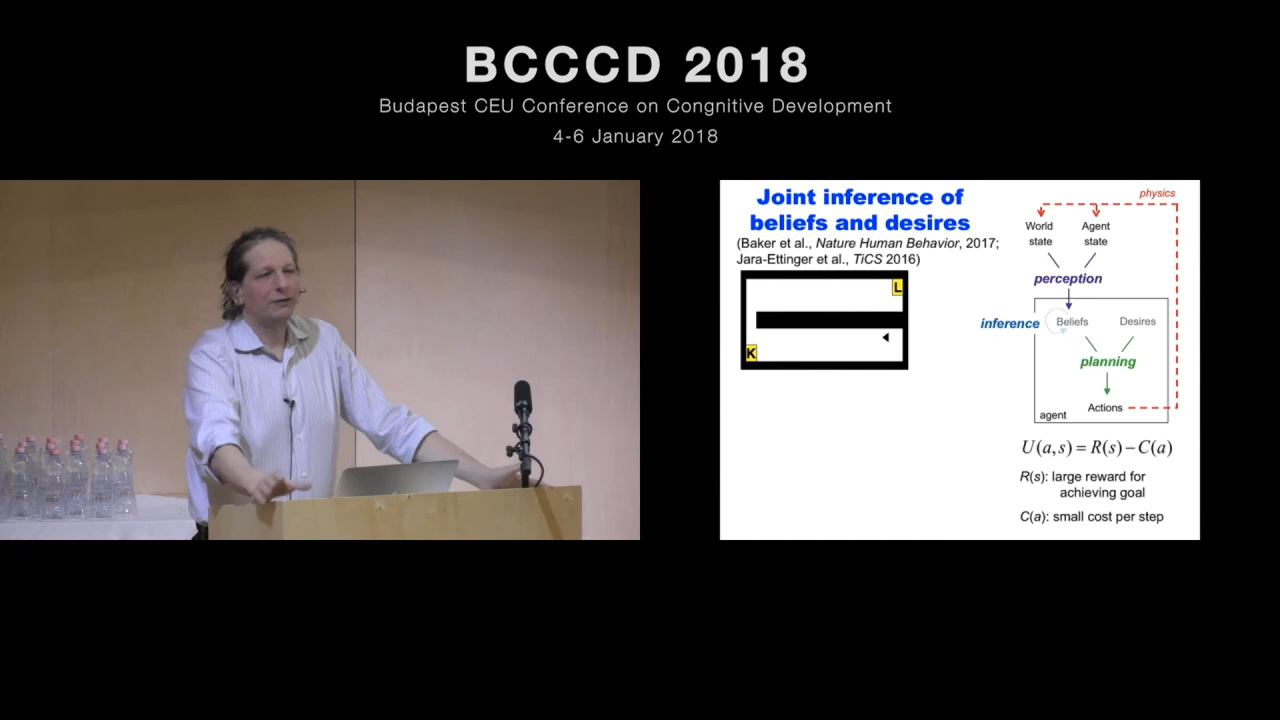 BCCCD 2018
Budapest CEU Conference on Congnitive Development
4-6 January 2018
Joint inference of
beliefs and desires
(Baker et al., Nature Human Behavior, 2017;
Jara-Ettinger et al., TiCS 2016)
L
K
physics
World
state
Agent
state
perception
inference
Beliefs
Desires
planning
Actions
agent
U(a,s) = R(s) – C(a)
R(s): large reward for
achieving goal
C(a): small cost per step